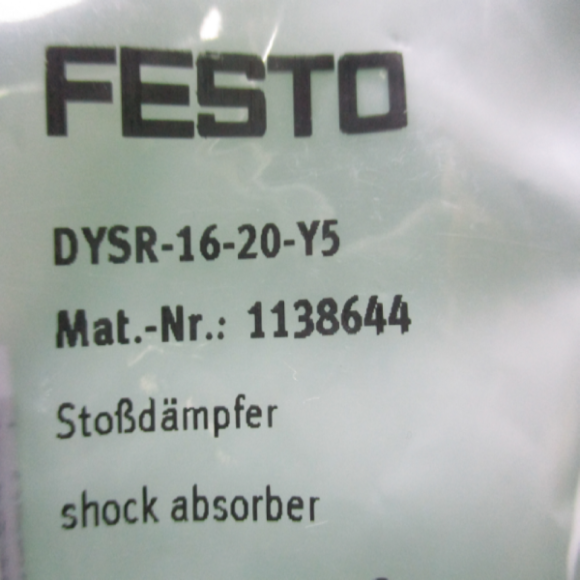 FESTO
DYSR-16-20-Y5
Mat.-Nr.: 1138644
Stoßdämpfer
shock absorber